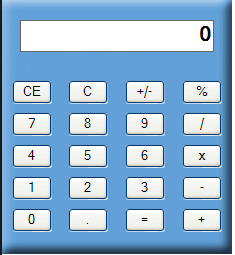 0
CE C +/- %
7 8 9 /
4 5 6 x
1 2 3 -
0 . = +